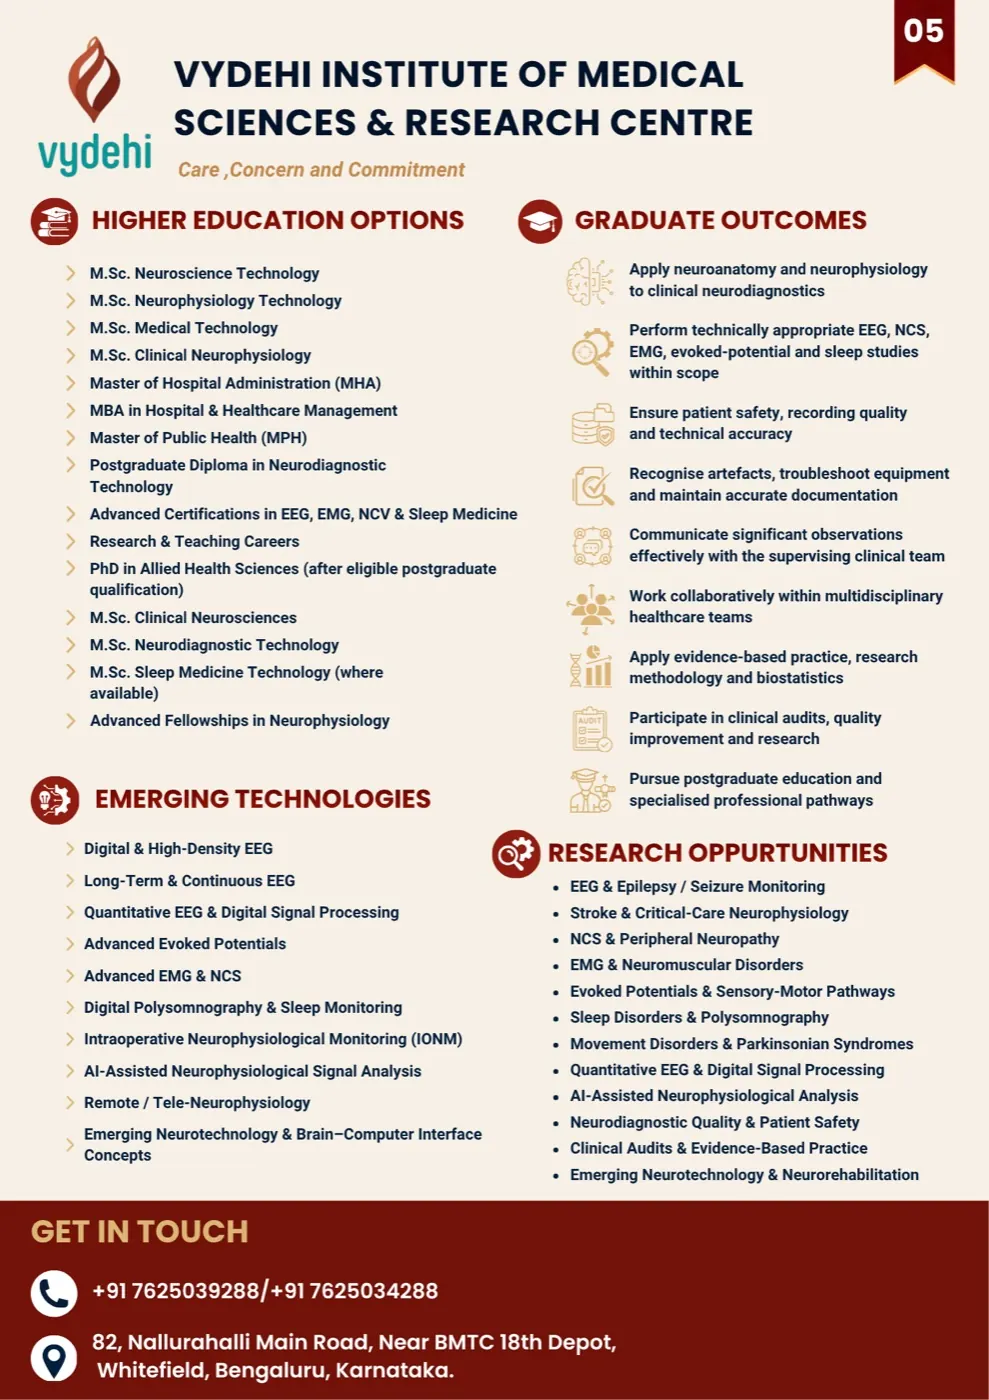 05
vydehi
VYDEHI INSTITUTE OF MEDICAL
SCIENCES & RESEARCH CENTRE
Care ,Concern and Commitment
HIGHER EDUCATION OPTIONS
M.Sc. Neuroscience Technology
M.Sc. Neurophysiology Technology
M.Sc. Medical Technology
M.Sc. Clinical Neurophysiology
Master of Hospital Administration (MHA)
MBA in Hospital & Healthcare Management
Master of Public Health (MPH)
Postgraduate Diploma in Neurodiagnostic
Technology
Advanced Certifications in EEG, EMG, NCV & Sleep Medicine
Research & Teaching Careers
PhD in Allied Health Sciences (after eligible postgraduate
qualification)
M.Sc. Clinical Neurosciences
M.Sc. Neurodiagnostic Technology
M.Sc. Sleep Medicine Technology (where
available)
Advanced Fellowships in Neurophysiology
EMERGING TECHNOLOGIES
Digital & High-Density EEG
Long-Term & Continuous EEG
Quantitative EEG & Digital Signal Processing
Advanced Evoked Potentials
Advanced EMG & NCS
Digital Polysomnography & Sleep Monitoring
Intraoperative Neurophysiological Monitoring (IONM)
AI-Assisted Neurophysiological Signal Analysis
Remote / Tele-Neurophysiology
Emerging Neurotechnology & Brain–Computer Interface
Concepts
GRADUATE OUTCOMES
Apply neuroanatomy and neurophysiology
to clinical neurodiagnostics
Perform technically appropriate EEG, NCS,
EMG, evoked-potential and sleep studies
within scope
Ensure patient safety, recording quality
and technical accuracy
Recognise artefacts, troubleshoot equipment
and maintain accurate documentation
Communicate significant observations
effectively with the supervising clinical team
Work collaboratively within multidisciplinary
healthcare teams
Apply evidence-based practice, research
methodology and biostatistics
AUDIT
Participate in clinical audits, quality
improvement and research
Pursue postgraduate education and
specialised professional pathways
RESEARCH OPPURTUNITIES
• EEG & Epilepsy / Seizure Monitoring
• Stroke & Critical-Care Neurophysiology
• NCS & Peripheral Neuropathy
• EMG & Neuromuscular Disorders
• Evoked Potentials & Sensory-Motor Pathways
• Sleep Disorders & Polysomnography
• Movement Disorders & Parkinsonian Syndromes
• Quantitative EEG & Digital Signal Processing
• AI-Assisted Neurophysiological Analysis
• Neurodiagnostic Quality & Patient Safety
• Clinical Audits & Evidence-Based Practice
• Emerging Neurotechnology & Neurorehabilitation
GET IN TOUCH
+91 7625039288/+91 7625034288
82, Nallurahalli Main Road, Near BMTC 18th Depot,
Whitefield, Bengaluru, Karnataka.